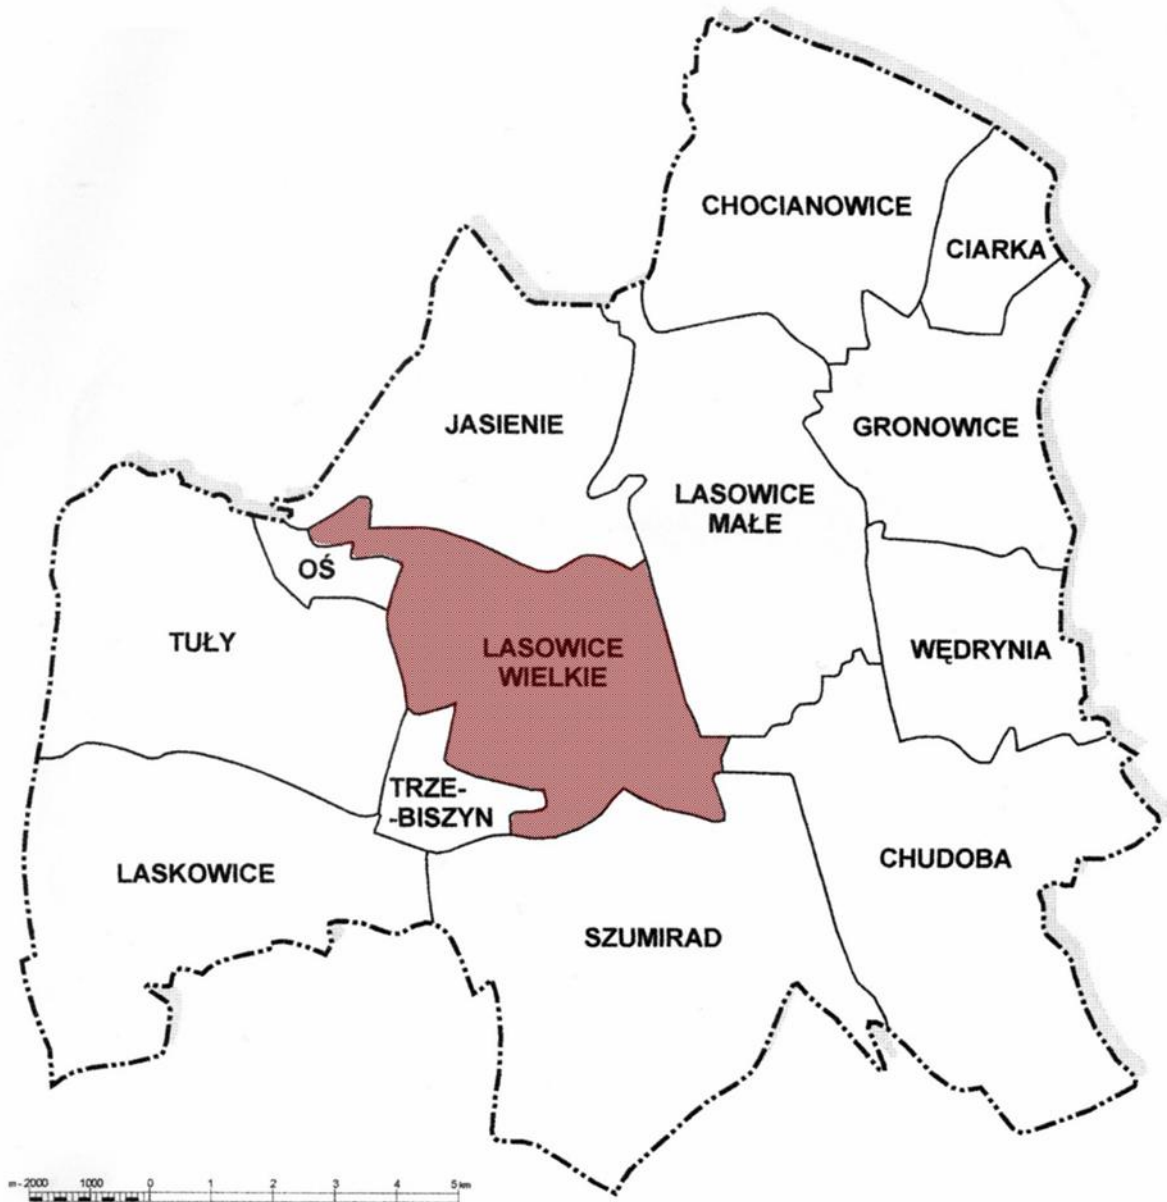 CHOCIANOWICE
CIARKA
JASIENIE
GRONOWICE
LASOWICE
MAŁE
OŚ
TUŁY
LASOWICE
WIELKIE
WĘDRYNIA
TRZE-
-BISZYN
LASKOWICE
CHUDOBA
SZUMIRAD
m - 2000 1000 0 1 2 3 4 5 km